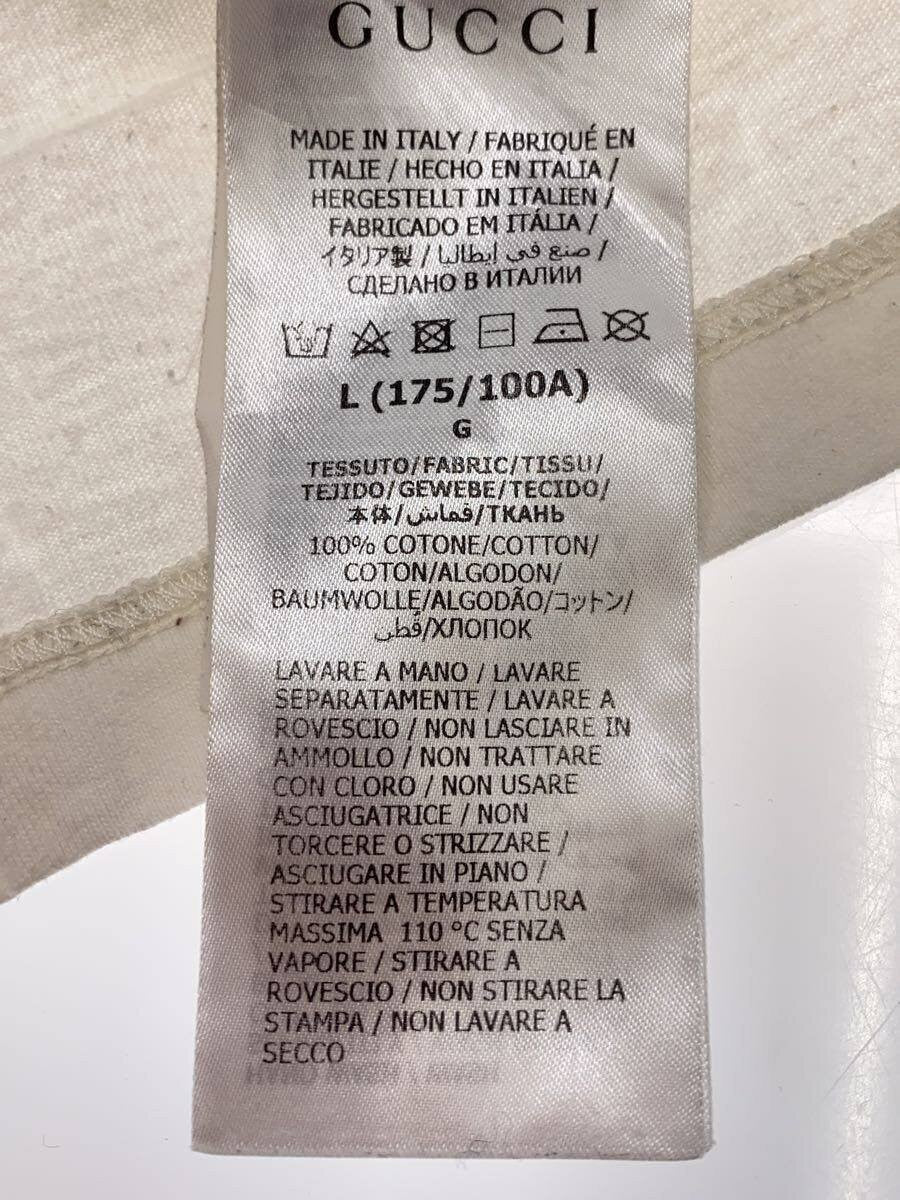 GUCCI
MADE IN ITALY / FABRIQUÉ EN
ITALIE / HECHO EN ITALIA /
HERGESTELLT IN ITALIEN /
FABRICADO EM ITÁLIA /
イタリア製 / صنع في إيطاليا /
СДЕЛАНО В ИТАЛИИ
L (175/100A)
G
TESSUTO/FABRIC/TISSU/
TEJIDO/GEWEBE/TECIDO/
本体/قماش/ТКАНЬ
100% COTONE/COTTON/
COTON/ALGODON/
BAUMWOLLE/ALGODÃO/コットン/
قُطن/ХЛОПОК
LAVARE A MANO / LAVARE
SEPARATAMENTE / LAVARE A
ROVESCIO / NON LASCIARE IN
AMMOLLO / NON TRATTARE
CON CLORO / NON USARE
ASCIUGATRICE / NON
TORCERE O STRIZZARE /
ASCIUGARE IN PIANO /
STIRARE A TEMPERATURA
MASSIMA 110 °C SENZA
VAPORE / STIRARE A
ROVESCIO / NON STIRARE LA
STAMPA / NON LAVARE A
SECCO